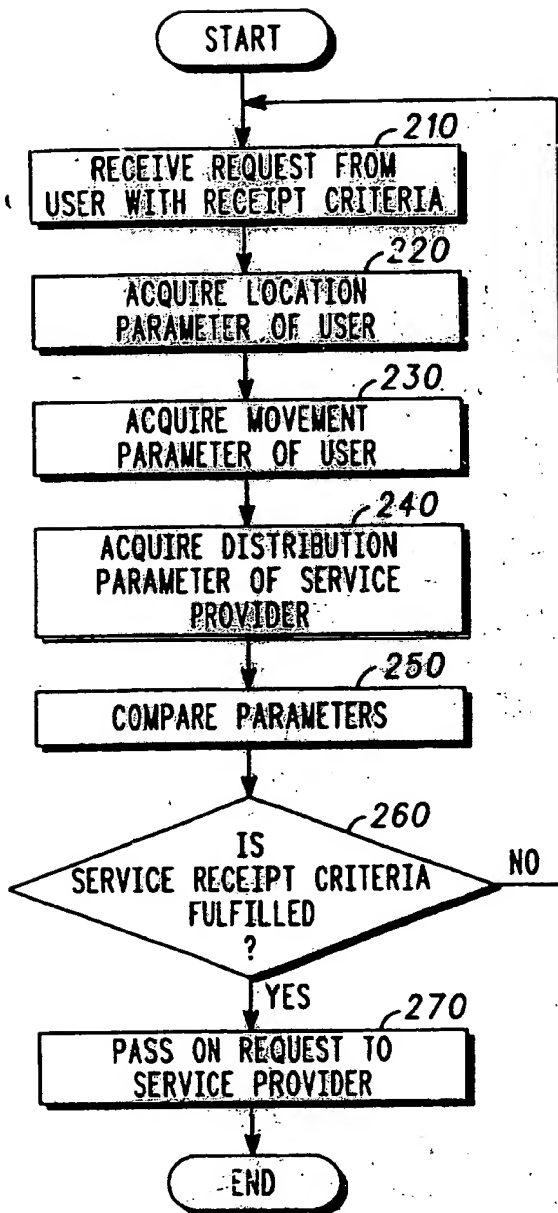 START
210
RECEIVE REQUEST FROM
USER WITH RECEIPT CRITERIA
220
ACQUIRE LOCATION
PARAMETER OF USER
230
ACQUIRE MOVEMENT
PARAMETER OF USER
240
ACQUIRE DISTRIBUTION
PARAMETER OF SERVICE
PROVIDER
250
COMPARE PARAMETERS
260
IS
SERVICE RECEIPT CRITERIA
FULFILLED
?
NO
YES
270
PASS ON REQUEST TO
SERVICE PROVIDER
END